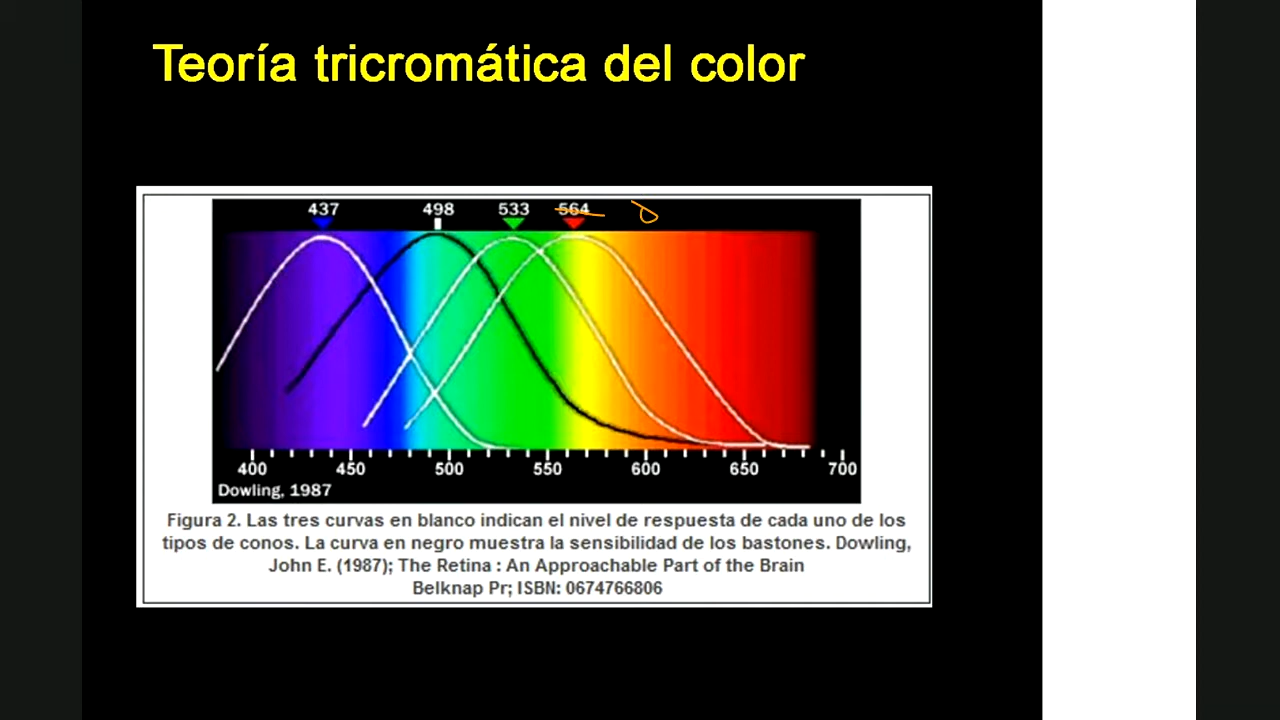 Teoría tricromática del color
437 498 533 564
400 450 500 550 600 650 700
Dowling, 1987
Figura 2. Las tres curvas en blanco indican el nivel de respuesta de cada uno de los
tipos de conos. La curva en negro muestra la sensibilidad de los bastones. Dowling,
John E. (1987); The Retina : An Approachable Part of the Brain
Belknap Pr; ISBN: 0674766806